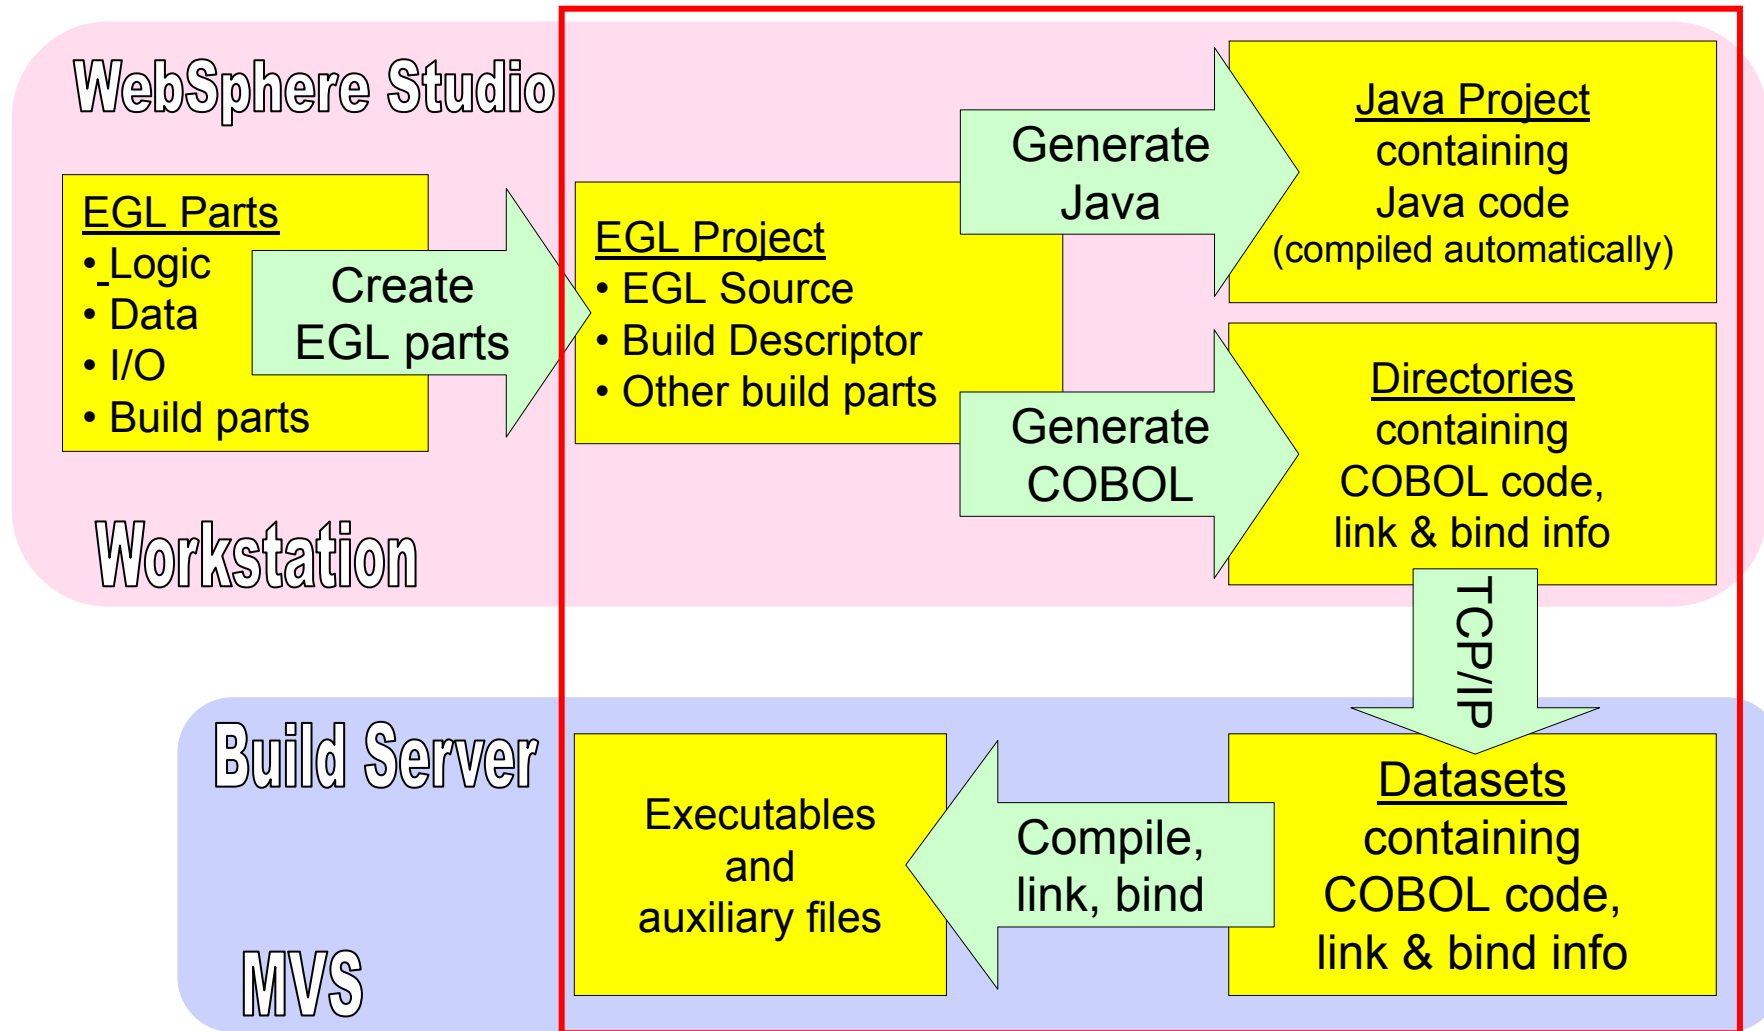 WebSphere Studio
EGL Parts
• Logic
• Data
• I/O
• Build parts
Create
EGL parts
EGL Project
• EGL Source
• Build Descriptor
• Other build parts
Generate
Java
Java Project
containing
Java code
(compiled automatically)
Generate
COBOL
Directories
containing
COBOL code,
link & bind info
Workstation
TCP/IP
Build Server
Datasets
containing
COBOL code,
link & bind info
Compile,
link, bind
Executables
and
auxiliary files
MVS